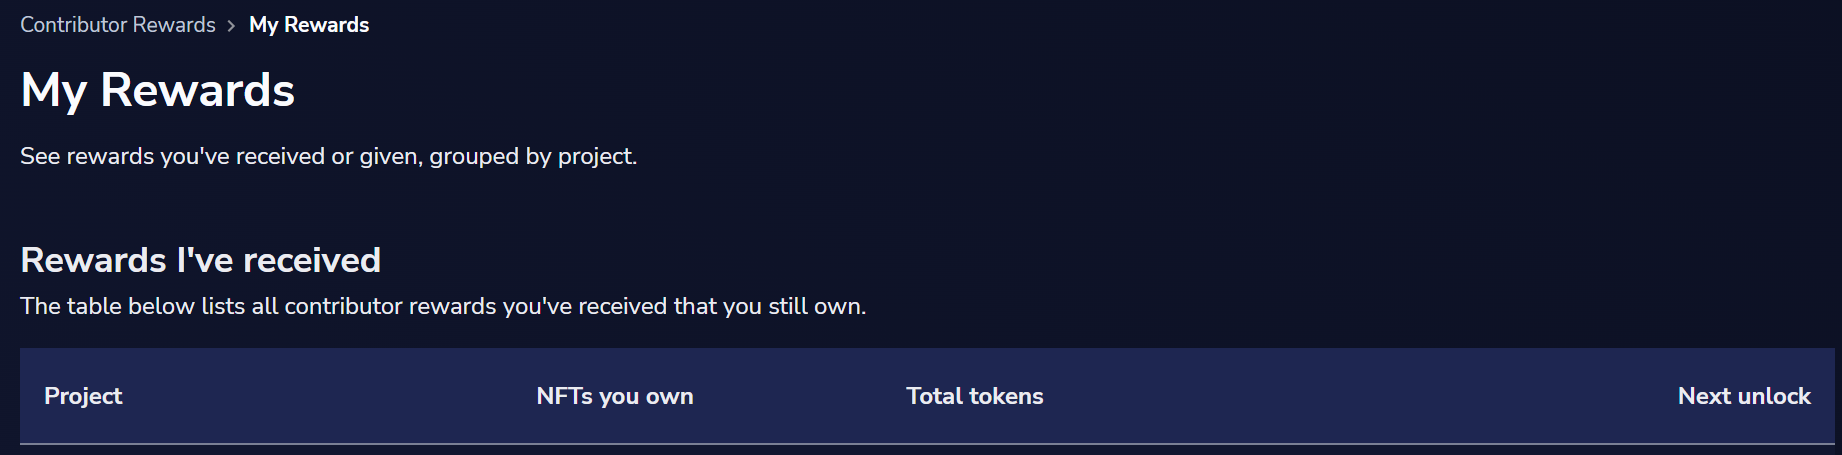 Contributor Rewards > My Rewards
My Rewards
See rewards you've received or given, grouped by project.
Rewards I've received
The table below lists all contributor rewards you've received that you still own.
Project NFTs you own Total tokens Next unlock